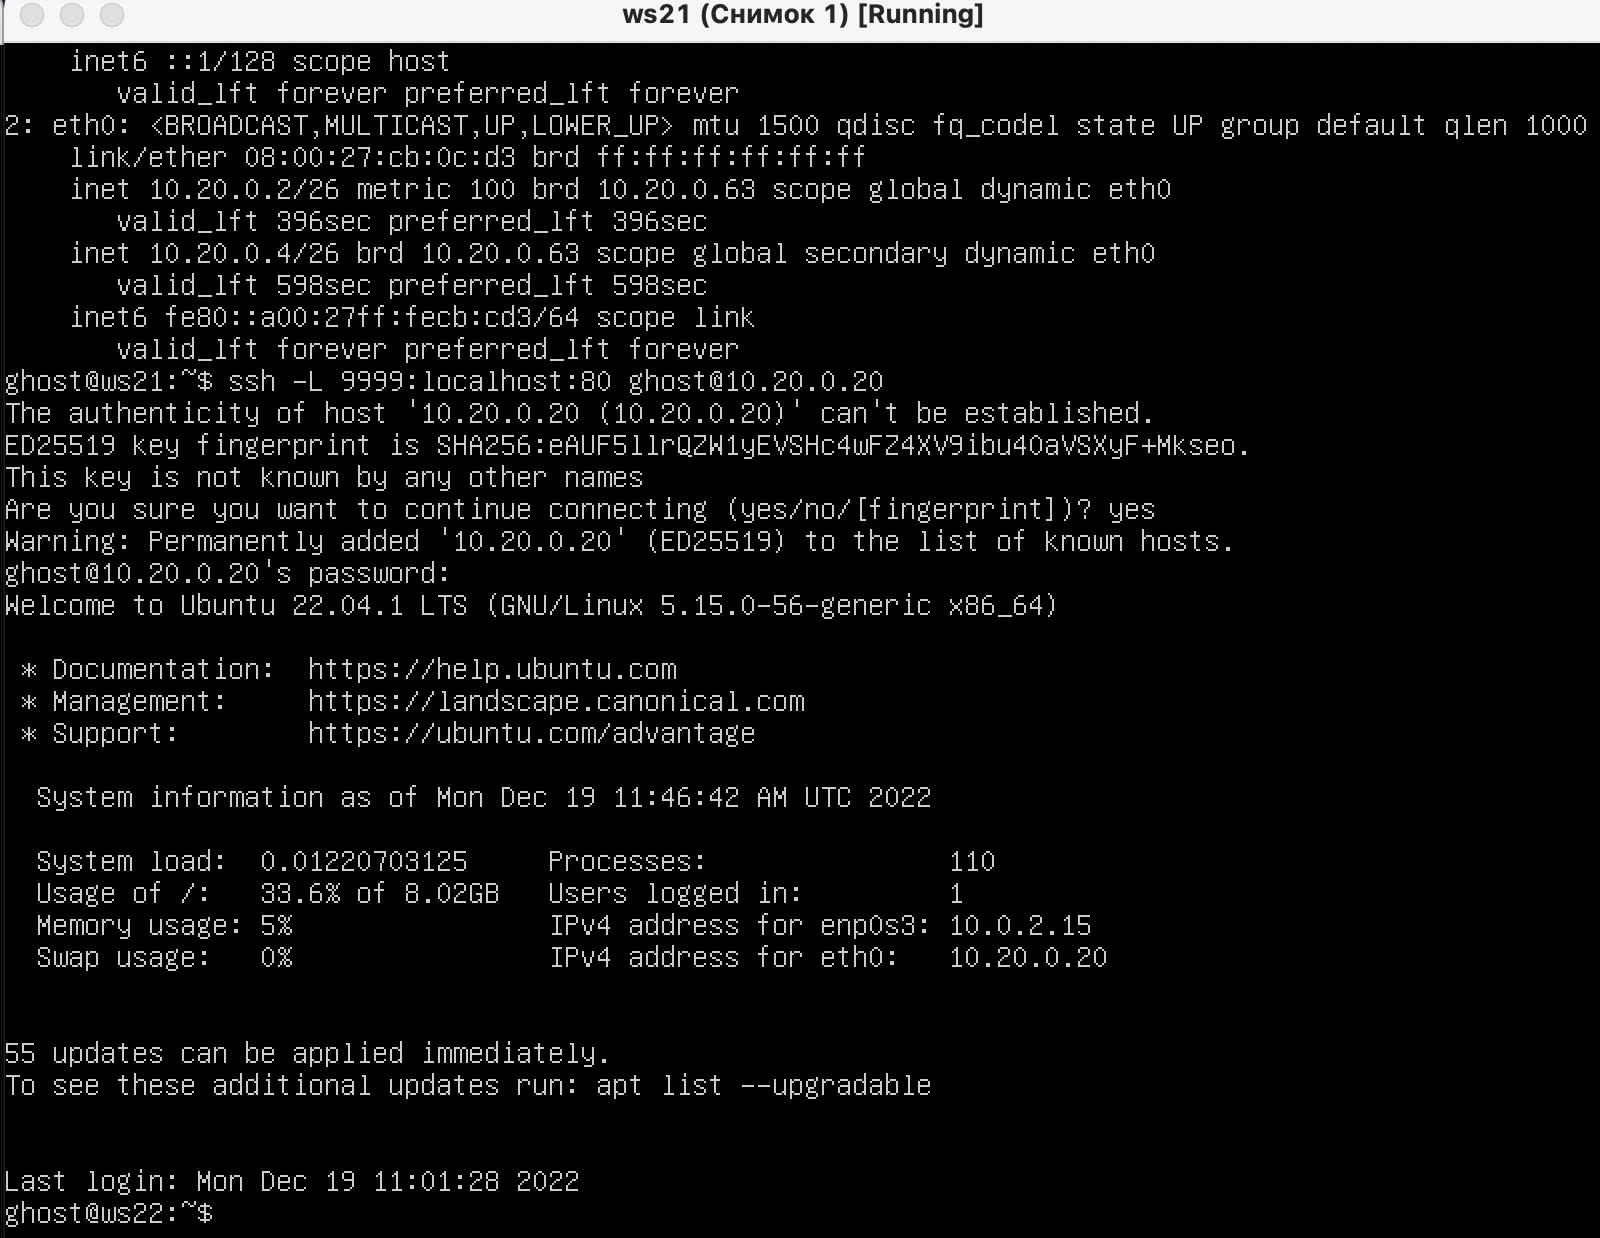 ws21 (Снимок 1) [Running]
inet6 ::1/128 scope host
valid_lft forever preferred_lft forever
2: eth0: <BROADCAST,MULTICAST,UP,LOWER_UP> mtu 1500 qdisc fq_codel state UP group default qlen 1000
link/ether 08:00:27:cb:0c:d3 brd ff:ff:ff:ff:ff:ff
inet 10.20.0.2/26 metric 100 brd 10.20.0.63 scope global dynamic eth0
valid_lft 396sec preferred_lft 396sec
inet 10.20.0.4/26 brd 10.20.0.63 scope global secondary dynamic eth0
valid_lft 598sec preferred_lft 598sec
inet6 fe80::a00:27ff:fecb:cd3/64 scope link
valid_lft forever preferred_lft forever
ghost@ws21:~$ ssh -L 9999:localhost:80 ghost@10.20.0.20
The authenticity of host '10.20.0.20 (10.20.0.20)' can't be established.
ED25519 key fingerprint is SHA256:eAUF5llrQZW1yEVSHc4wFZ4XV9ibu4OaVSXyF+Mkseo.
This key is not known by any other names
Are you sure you want to continue connecting (yes/no/[fingerprint])? yes
Warning: Permanently added '10.20.0.20' (ED25519) to the list of known hosts.
ghost@10.20.0.20's password:
Welcome to Ubuntu 22.04.1 LTS (GNU/Linux 5.15.0-56-generic x86_64)
* Documentation:  https://help.ubuntu.com
* Management:     https://landscape.canonical.com
* Support:        https://ubuntu.com/advantage
System information as of Mon Dec 19 11:46:42 AM UTC 2022
System load:  0.01220703125     Processes:               110
Usage of /:   33.6% of 8.02GB   Users logged in:         1
Memory usage: 5%                IPv4 address for enp0s3: 10.0.2.15
Swap usage:   0%                IPv4 address for eth0:   10.20.0.20
55 updates can be applied immediately.
To see these additional updates run: apt list --upgradable
Last login: Mon Dec 19 11:01:28 2022
ghost@ws22:~$